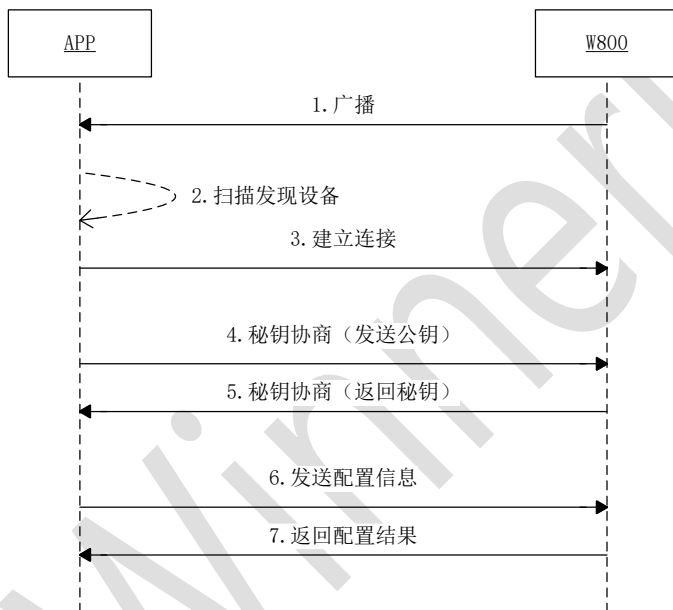 APP
W800
1.广播
2.扫描发现设备
3.建立连接
4.秘钥协商（发送公钥）
5.秘钥协商（返回秘钥）
6.发送配置信息
7.返回配置结果
Winner